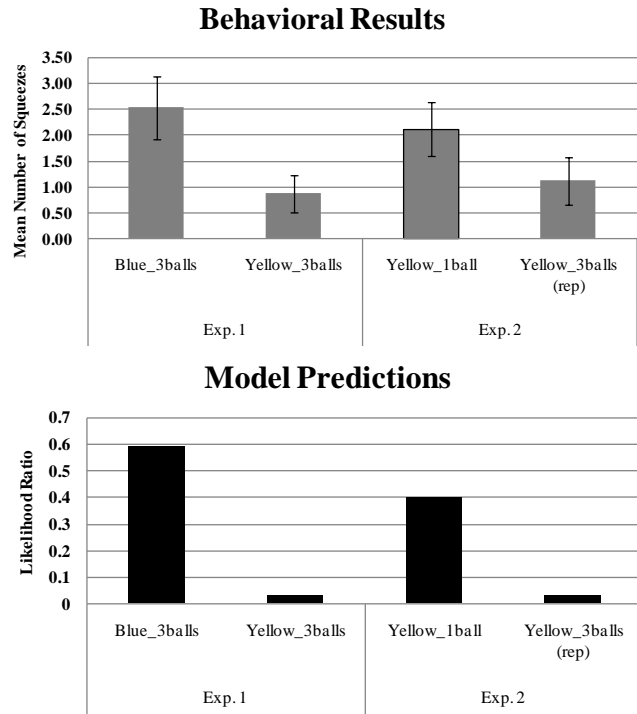 Behavioral Results
Mean Number of Squeezes
3.50
3.00
2.50
2.00
1.50
1.00
0.50
0.00
Blue_3balls Yellow_3balls Yellow_1ball Yellow_3balls
(rep)
Exp. 1 Exp. 2
Model Predictions
Likelihood Ratio
0.7
0.6
0.5
0.4
0.3
0.2
0.1
0
Blue_3balls Yellow_3balls Yellow_1ball Yellow_3balls
(rep)
Exp. 1 Exp. 2